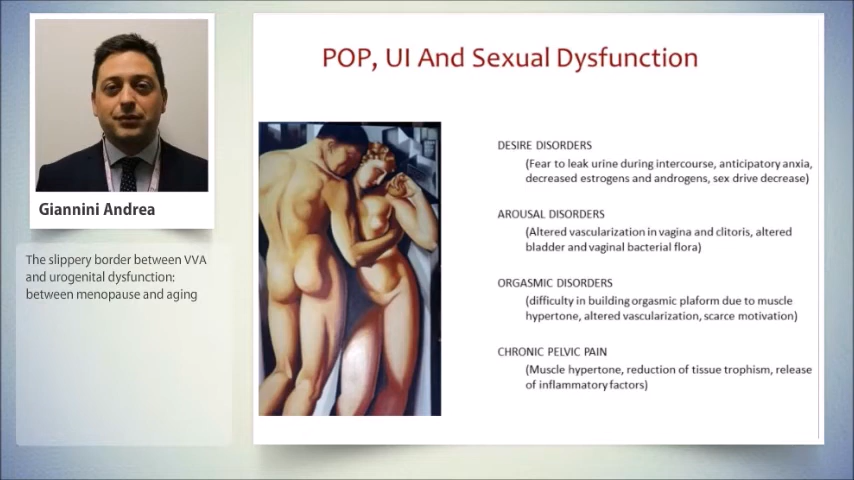 Giannini Andrea
The slippery border between VVA
and urogenital dysfunction:
between menopause and aging
POP, UI And Sexual Dysfunction
DESIRE DISORDERS
(Fear to leak urine during intercourse, anticipatory anxia,
decreased estrogens and androgens, sex drive decrease)
AROUSAL DISORDERS
(Altered vascularization in vagina and clitoris, altered
bladder and vaginal bacterial flora)
ORGASMIC DISORDERS
(difficulty in building orgasmic plaform due to muscle
hypertone, altered vascularization, scarce motivation)
CHRONIC PELVIC PAIN
(Muscle hypertone, reduction of tissue trophism, release
of inflammatory factors)